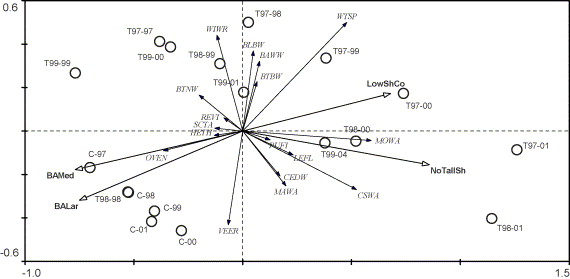 0.6
T97-98
WTSP
WIWR
T97-97
BLBW
T99-00
T98-99
BAWW
T97-99
T99-99
BTBW
T99-01
LowShCo
BTNW
T97-00
REVI
SCTA
T98-00
HETH
PUFI
MOWA
T97-01
OVEN
LEFL
T99-04
C-97
BAMed
NoTallSh
CEDW
T98-98
C-98
MAWA
CSWA
BALar
C-99
C-01
C-00
VEER
T98-01
-0.6
-1.0
1.5